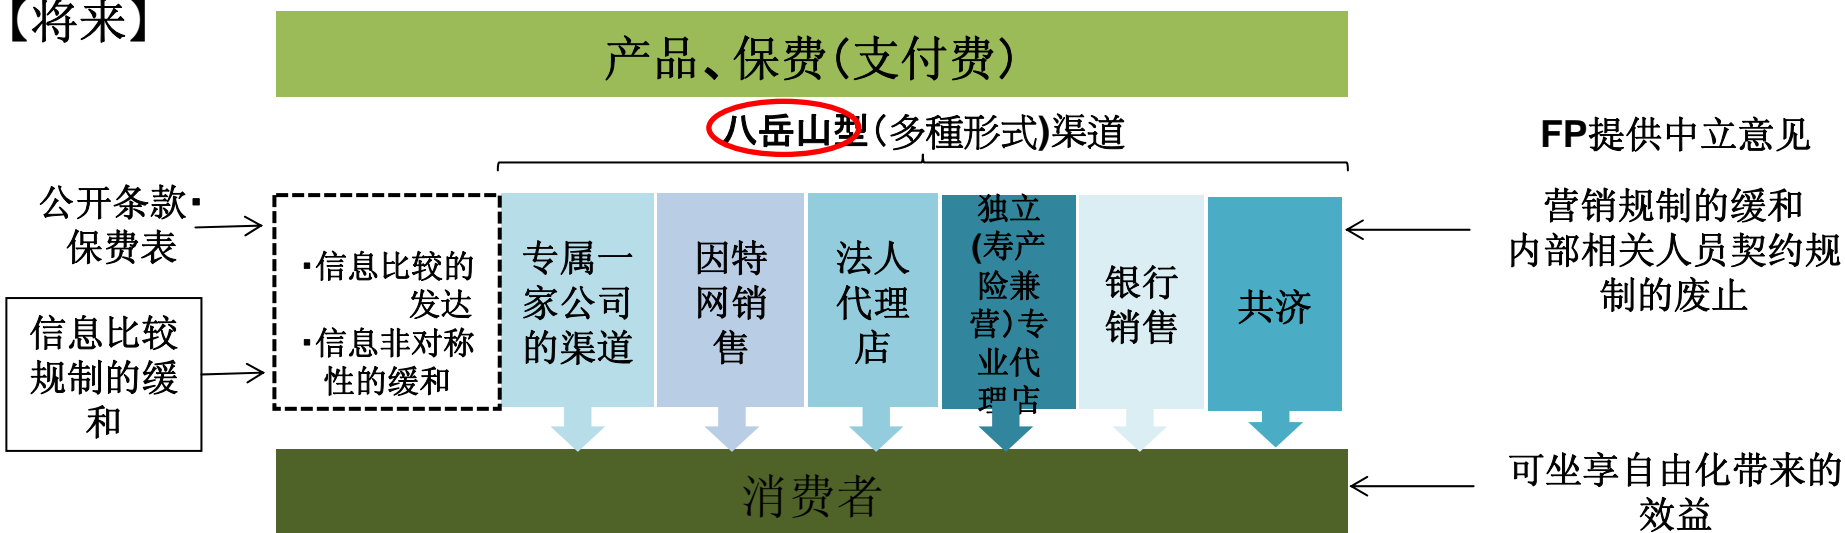 【将来】
产品、保费(支付费)
八岳山型(多種形式)渠道
FP提供中立意见
公开条款·
保费表
信息比较
规制的缓
和
·信息比较的
发达
·信息非对称
性的缓和
专属一
家公司
的渠道
因特
网销
售
法人
代理
店
独立
(寿产
险兼
营)专
业代
理店
银行
销售
共济
营销规制的缓和
内部相关人员契约规
制的废止
消费者
可坐享自由化带来的
效益